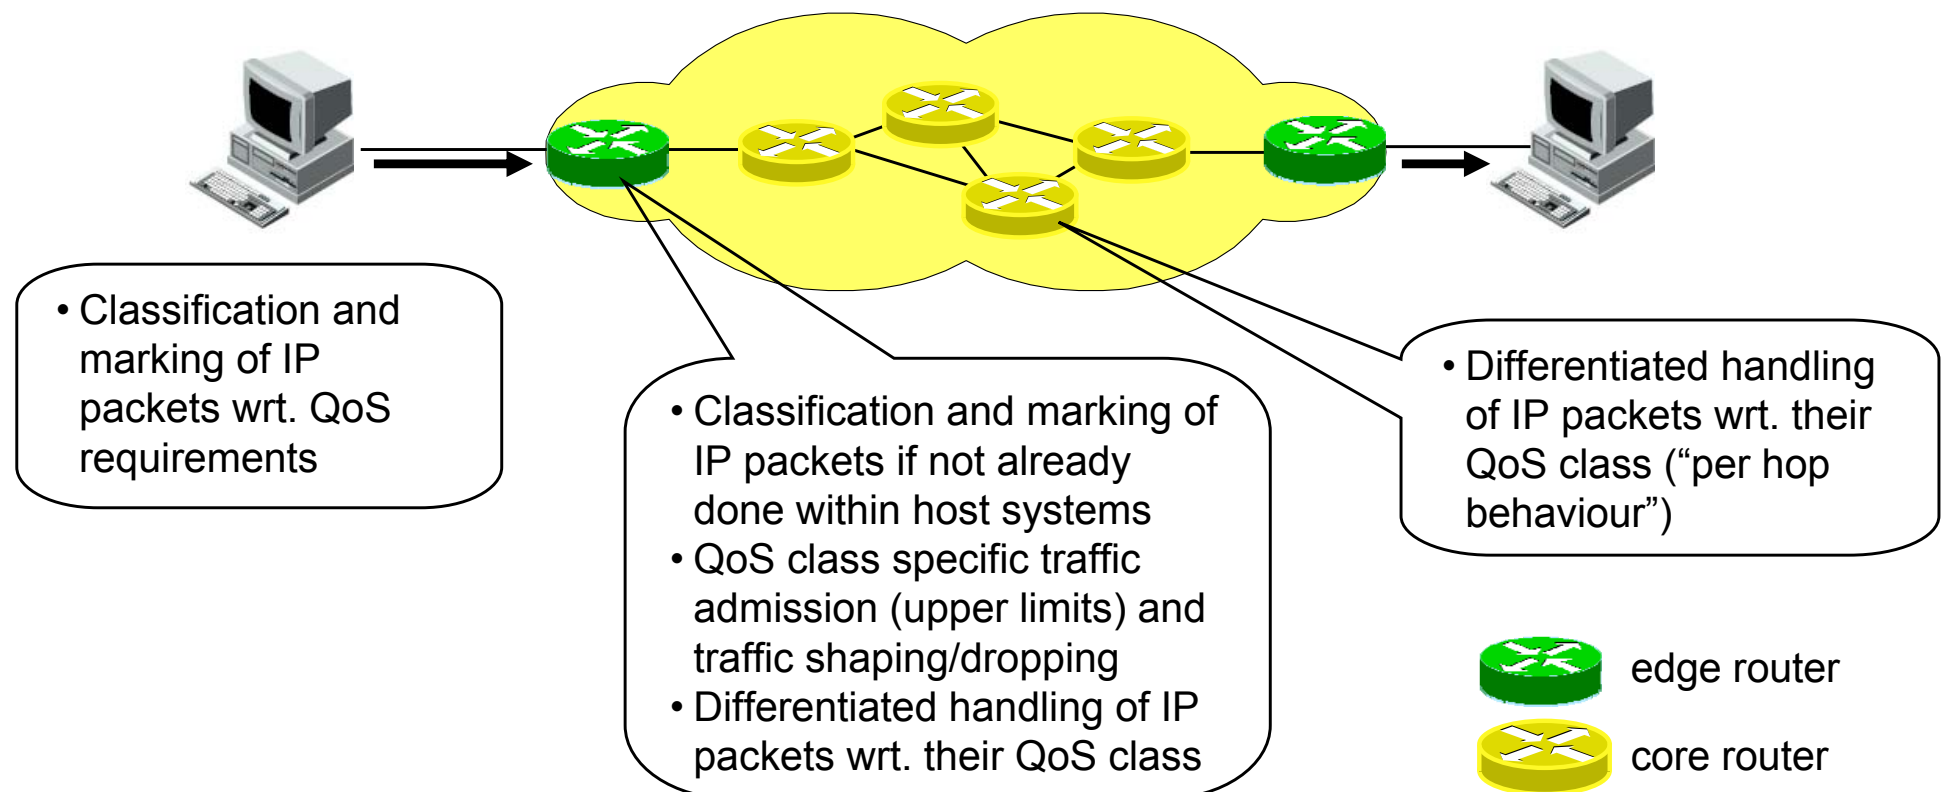 • Classification and
marking of IP
packets wrt. QoS
requirements
• Classification and marking of
IP packets if not already
done within host systems
• QoS class specific traffic
admission (upper limits) and
traffic shaping/dropping
• Differentiated handling of IP
packets wrt. their QoS class
• Differentiated handling
of IP packets wrt. their
QoS class (“per hop
behaviour”)
edge router
core router